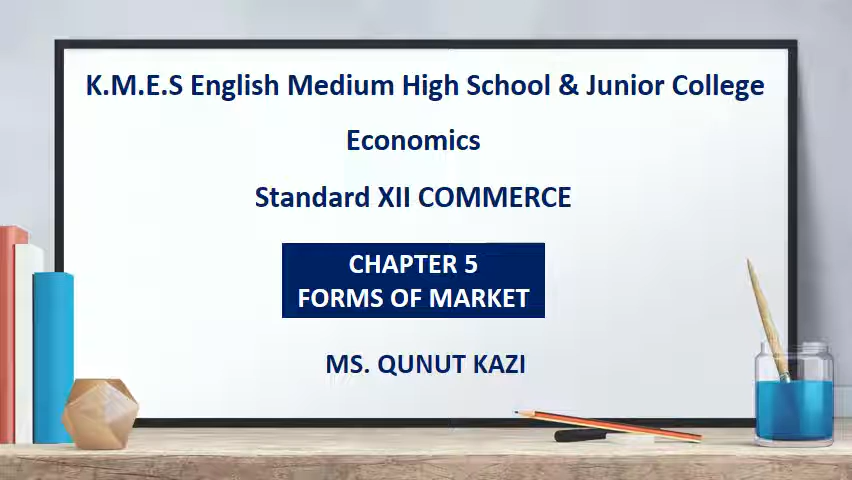 K.M.E.S English Medium High School & Junior College
Economics
Standard XII COMMERCE
CHAPTER 5
FORMS OF MARKET
MS. QUNUT KAZI